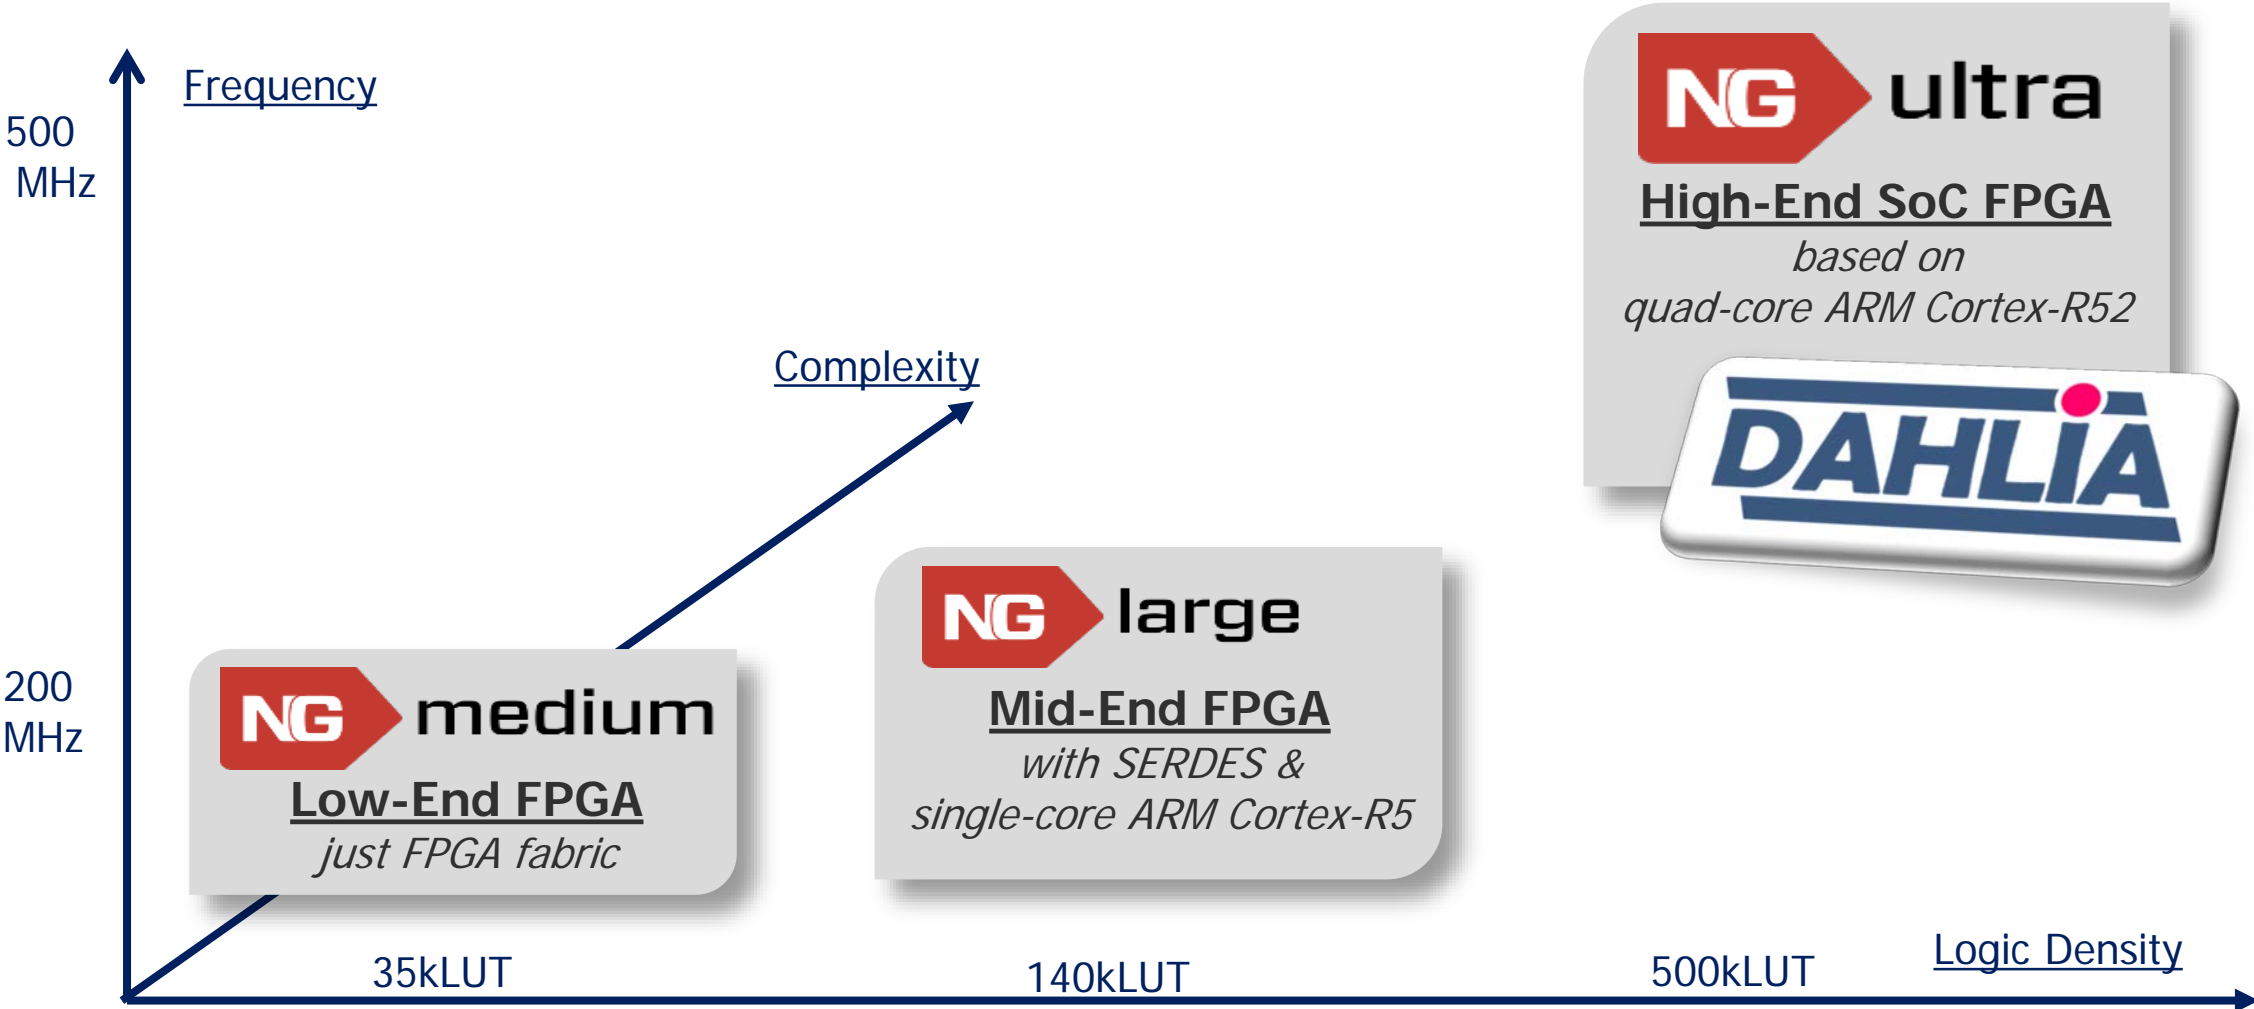 Frequency
500
MHz
Complexity
200
MHz
NG medium
Low-End FPGA
just FPGA fabric
NG large
Mid-End FPGA
with SERDES &
single-core ARM Cortex-R5
NG ultra
High-End SoC FPGA
based on
quad-core ARM Cortex-R52
DAHLIA
35kLUT
140kLUT
500kLUT
Logic Density